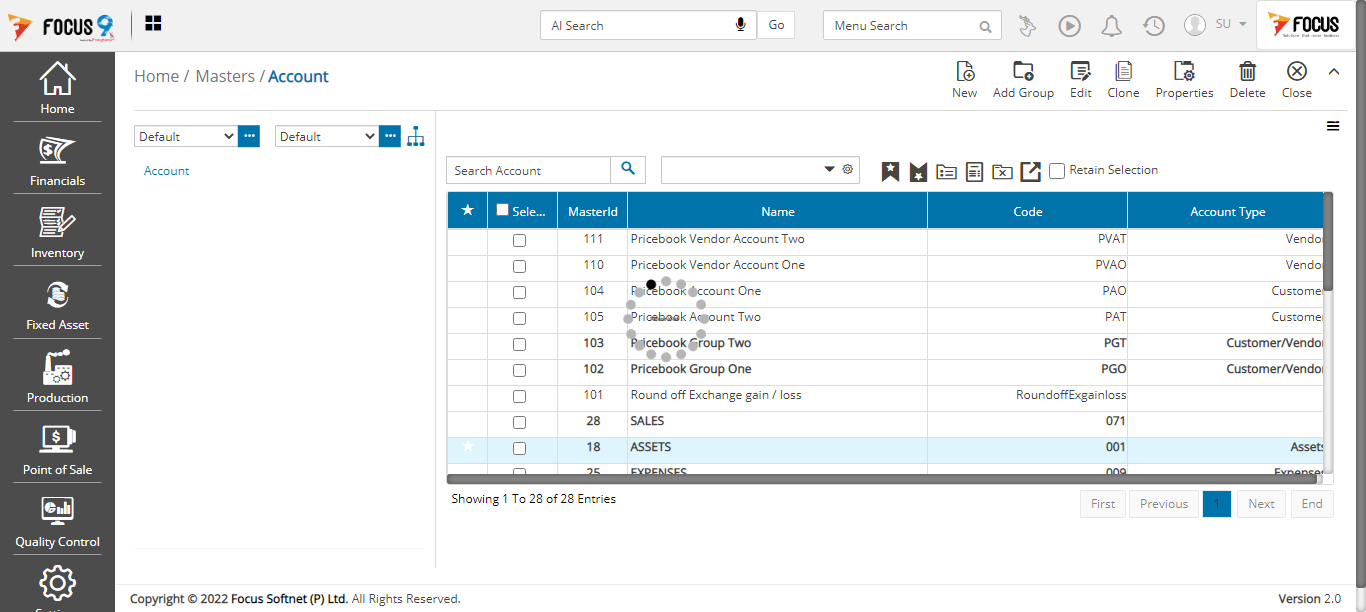 FOCUS 9
AI Search
Go
Menu Search
SU
FOCUS
Home
Financials
Inventory
Fixed Asset
Production
Point of Sale
Quality Control
Home / Masters / Account
New
Add Group
Edit
Clone
Properties
Delete
Close
Default
Default
Account
Search Account
Retain Selection
Sele... MasterId Name Code Account Type
111 Pricebook Vendor Account Two PVAT Vendor
110 Pricebook Vendor Account One PVAO Vendor
104 Pricebook Account One PAO Customer
105 Pricebook Account Two PAT Customer
103 Pricebook Group Two PGT Customer/Vendor
102 Pricebook Group One PGO Customer/Vendor
101 Round off Exchange gain / loss RoundoffExgainloss
28 SALES 071
18 ASSETS 001 Assets
25 EXPENSES 009 Expenses
Showing 1 To 28 of 28 Entries
First
Previous
1
Next
End
Copyright © 2022 Focus Softnet (P) Ltd. All Rights Reserved.
Version 2.0